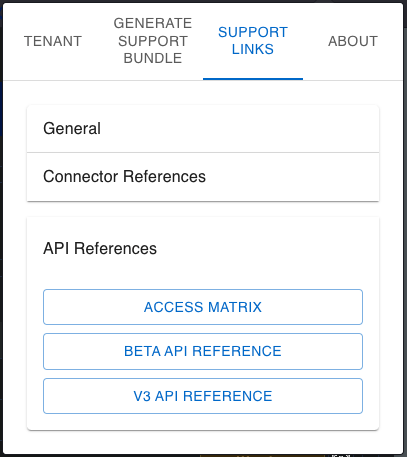 TENANT
GENERATE
SUPPORT
BUNDLE
SUPPORT
LINKS
ABOUT
General
Connector References
API References
ACCESS MATRIX
BETA API REFERENCE
V3 API REFERENCE